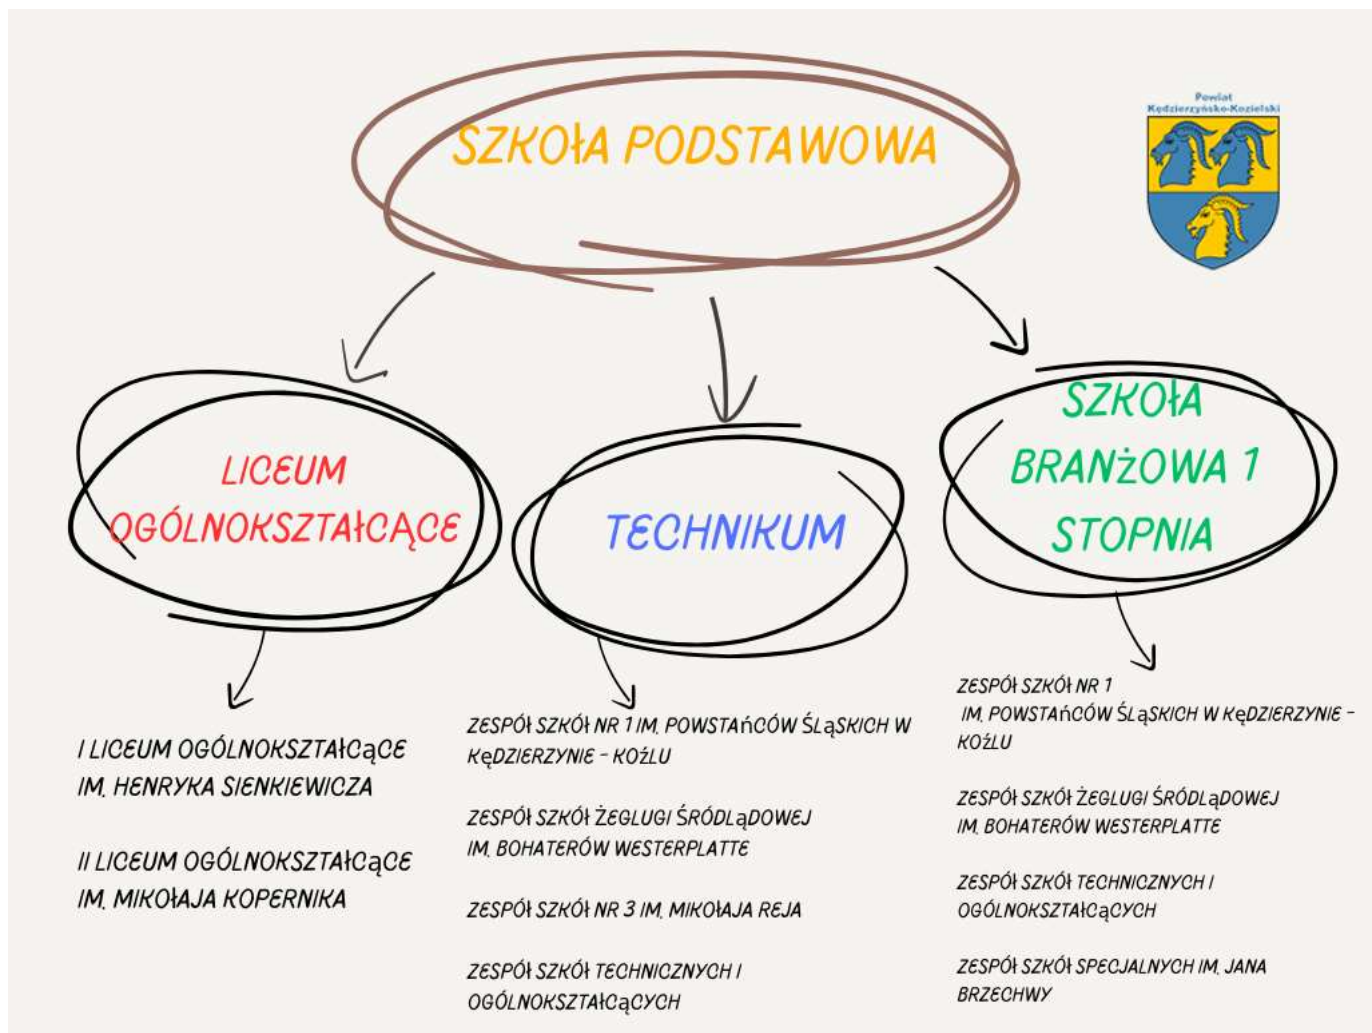 SZKOŁA PODSTAWOWA
Powiat
Kędzierzyńsko-Kozielski
LICEUM
OGÓLNOKSZTAŁCĄCE
TECHNIKUM
SZKOŁA
BRANŻOWA 1
STOPNIA
I LICEUM OGÓLNOKSZTAŁCĄCE
IM. HENRYKA SIENKIEWICZA
II LICEUM OGÓLNOKSZTAŁCĄCE
IM. MIKOŁAJA KOPERNIKA
ZESPÓŁ SZKÓŁ NR 1 IM. POWSTAŃCÓW ŚLĄSKICH W
KĘDZIERZYNIE - KOŹLU
ZESPÓŁ SZKÓŁ ŻEGLUGI ŚRÓDLĄDOWEJ
IM. BOHATERÓW WESTERPLATTE
ZESPÓŁ SZKÓŁ NR 3 IM. MIKOŁAJA REJA
ZESPÓŁ SZKÓŁ TECHNICZNYCH I
OGÓLNOKSZTAŁCĄCYCH
ZESPÓŁ SZKÓŁ NR 1
IM. POWSTAŃCÓW ŚLĄSKICH W KĘDZIERZYNIE -
KOŹLU
ZESPÓŁ SZKÓŁ ŻEGLUGI ŚRÓDLĄDOWEJ
IM. BOHATERÓW WESTERPLATTE
ZESPÓŁ SZKÓŁ TECHNICZNYCH I
OGÓLNOKSZTAŁCĄCYCH
ZESPÓŁ SZKÓŁ SPECJALNYCH IM. JANA
BRZECHWY